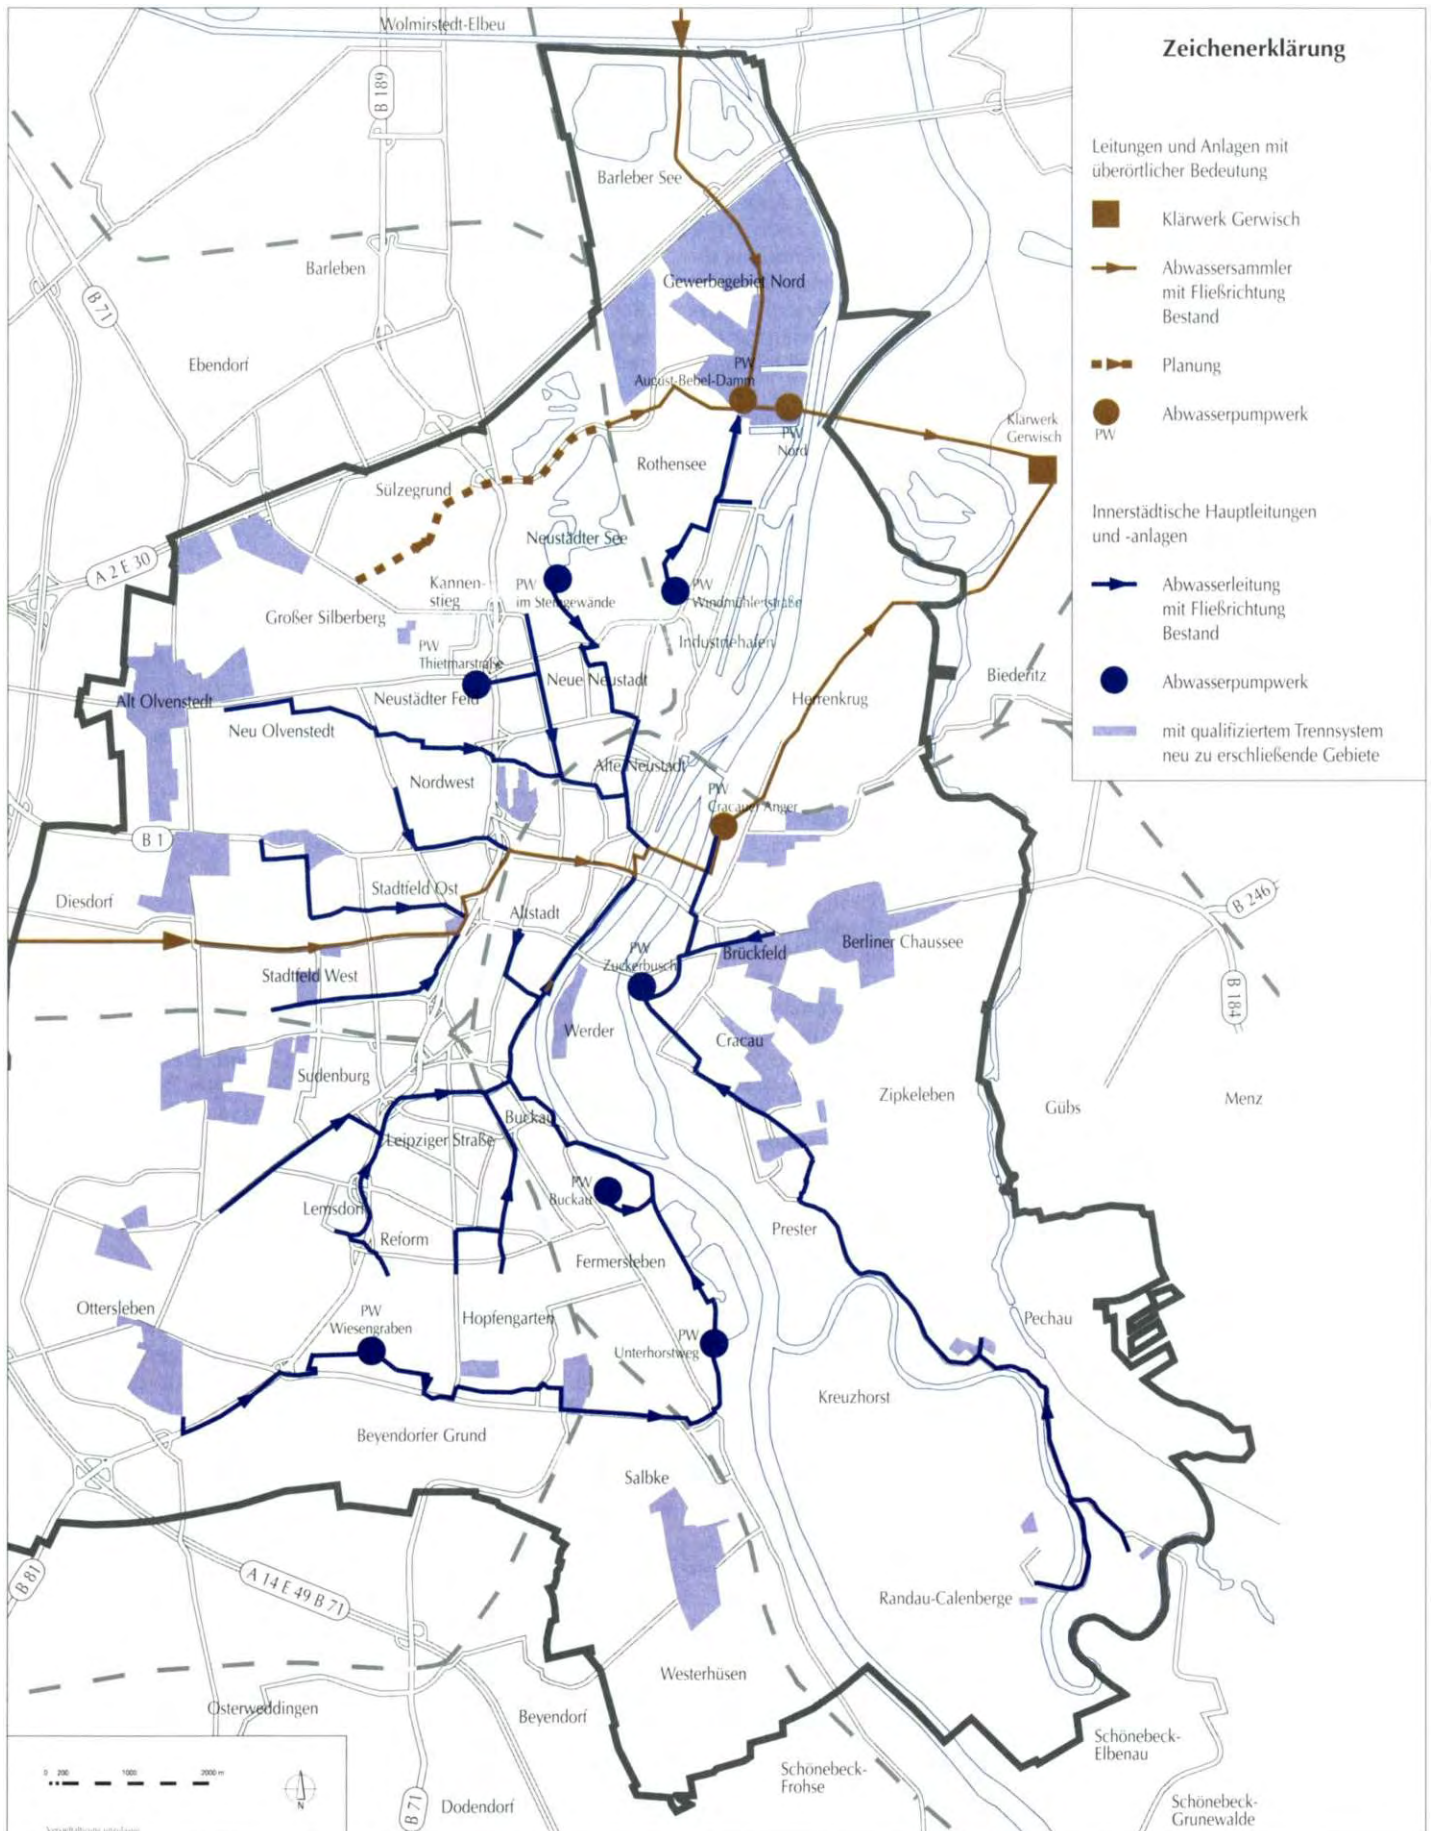 Wolmirstedt-Elbeu
Zeichenerklärung
B 189
Leitungen und Anlagen mit
überörtlicher Bedeutung
Klärwerk Gerwisch
Abwassersammler
mit Fließrichtung
Bestand
Planung
Abwasserpumpwerk
PW
Innerstädtische Hauptleitungen
und -anlagen
Abwasserleitung
mit Fließrichtung
Bestand
Abwasserpumpwerk
mit qualifiziertem Trennsystem
neu zu erschließende Gebiete
Barleber See
Barleben
Gewerbegebiet Nord
B 71
Ebendorf
PW
August-Bebel-Damm
Klärwerk
Gerwisch
PW
Nord
Rothensee
Sülzegrund
Neustädter See
A 2 E 30
Kannen-
stieg
PW
im Sterngewände
PW
Windmühlenstraße
Großer Silberberg
PW
Thietmarstraße
Industriehafen
Neue Neustadt
Biederitz
Alt Olvenstedt
Neustädter Feld
Herrenkrug
Neu Olvenstedt
Nordwest
Alte Neustadt
PW
Cracauer Anger
B 1
Stadtfeld Ost
Diesdorf
Altstadt
B 246
Berliner Chaussee
PW
Zuckerbusch
Brückfeld
Stadtfeld West
B 184
Werder
Cracau
Sudenburg
Zipkeleben
Gübs
Menz
Buckau
Leipziger Straße
PW
Buckau
Lemsdorf
Reform
Prester
Fermersleben
Ottersleben
PW
Wiesengraben
Hopfengarten
Pechau
PW
Unterhorstweg
Kreuzhorst
Beyendorfer Grund
Salbke
B 81
A 14 E 49 B 71
Randau-Calenberge
Westerhüsen
Osterweddingen
Beyendorf
Schönebeck-
Elbenau
Schönebeck-
Frohse
0 200 1000 2000 m
N
B 71
Dodendorf
Schönebeck-
Grunewalde